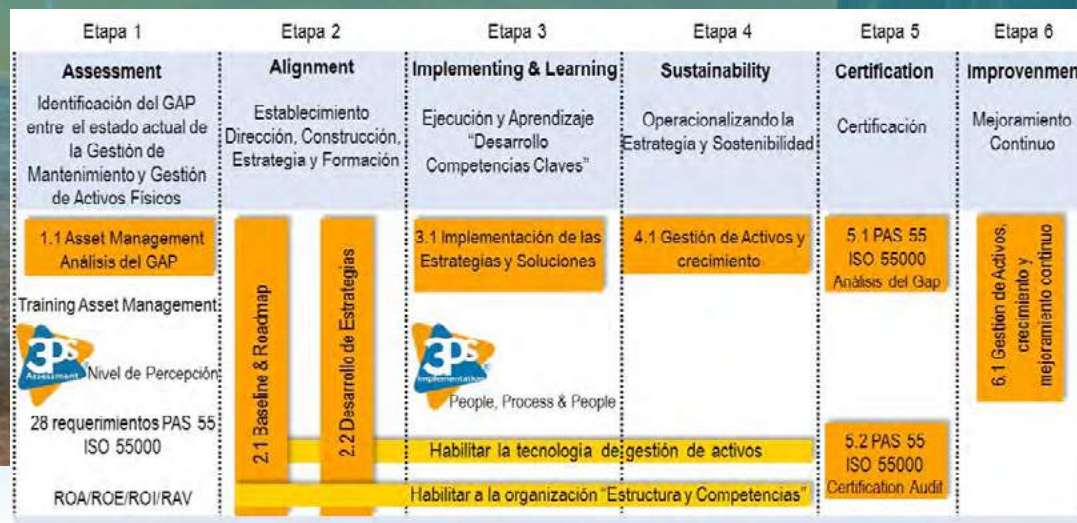 Etapa 1
Etapa 2
Etapa 3
Etapa 4
Etapa 5
Etapa 6
Assessment
Identificación del GAP
entre el estado actual de
la Gestión de
Mantenimiento y Gestión
de Activos Físicos
Alignment
Establecimiento
Dirección, Construcción,
Estrategia y Formación
Implementing & Learning
Ejecución y Aprendizaje
"Desarrollo
Competencias Claves"
Sustainability
Operacionalizando la
Estrategia y Sostenibilidad
Certification
Certificación
Improvenmen
Mejoramiento
Continuo
1.1 Asset Management
Análisis del GAP
Training Asset Management
3Ps
Assessment
Nivel de Percepción
28 requerimientos PAS 55
ISO 55000
ROA/ROE/ROI/RAV
2.1 Baseline & Roadmap
2.2 Desarrollo de Estrategias
3.1 Implementación de las
Estrategias y Soluciones
3Ps
Implementation
People, Process & People
4.1 Gestión de Activos y
crecimiento
Habilitar la tecnología de gestión de activos
Habilitar a la organización "Estructura y Competencias"
5.1 PAS 55
ISO 55000
Análisis del Gap
5.2 PAS 55
ISO 55000
Certification Audit
6.1 Gestión de Activos,
crecimiento y
mejoramiento continuo